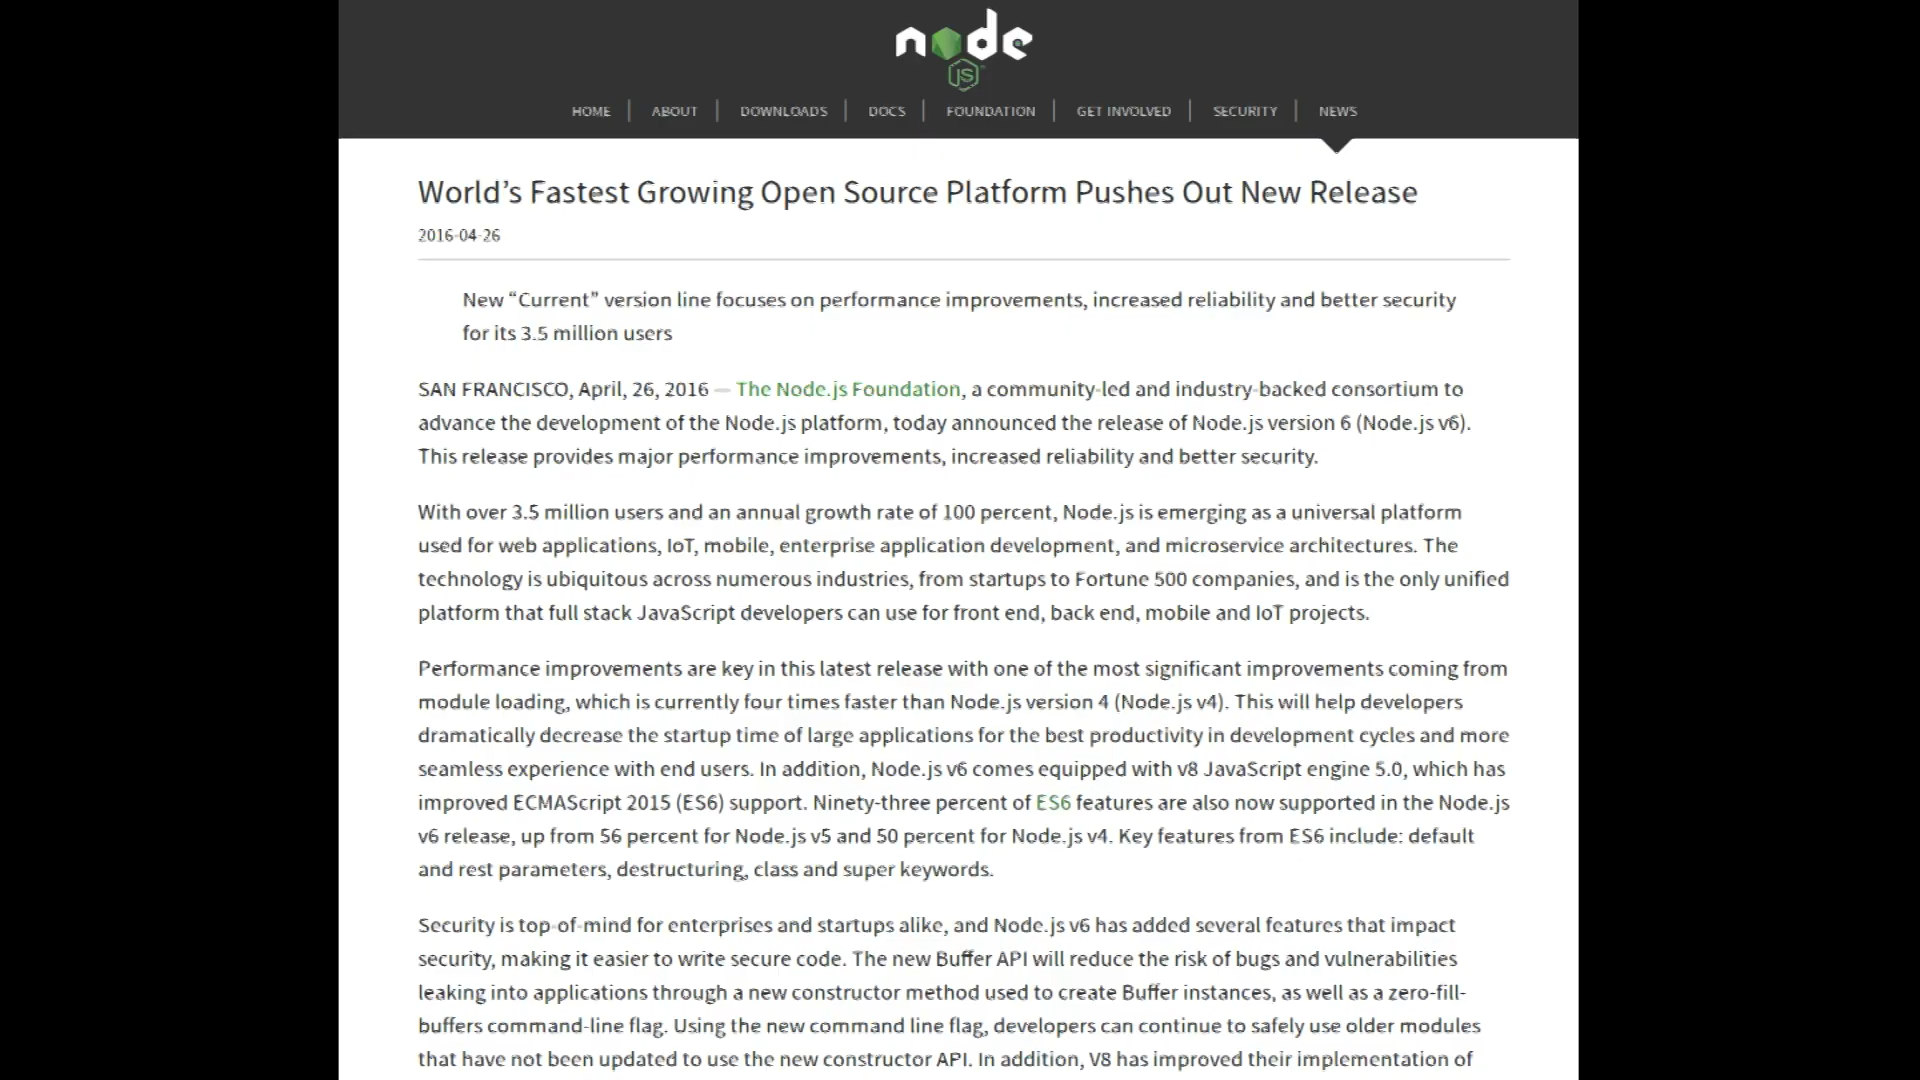 node
JS
HOME | ABOUT | DOWNLOADS | DOCS | FOUNDATION | GET INVOLVED | SECURITY | NEWS
World’s Fastest Growing Open Source Platform Pushes Out New Release
2016-04-26
New “Current” version line focuses on performance improvements, increased reliability and better security
for its 3.5 million users
SAN FRANCISCO, April, 26, 2016 — The Node.js Foundation, a community-led and industry-backed consortium to
advance the development of the Node.js platform, today announced the release of Node.js version 6 (Node.js v6).
This release provides major performance improvements, increased reliability and better security.
With over 3.5 million users and an annual growth rate of 100 percent, Node.js is emerging as a universal platform
used for web applications, IoT, mobile, enterprise application development, and microservice architectures. The
technology is ubiquitous across numerous industries, from startups to Fortune 500 companies, and is the only unified
platform that full stack JavaScript developers can use for front end, back end, mobile and IoT projects.
Performance improvements are key in this latest release with one of the most significant improvements coming from
module loading, which is currently four times faster than Node.js version 4 (Node.js v4). This will help developers
dramatically decrease the startup time of large applications for the best productivity in development cycles and more
seamless experience with end users. In addition, Node.js v6 comes equipped with v8 JavaScript engine 5.0, which has
improved ECMAScript 2015 (ES6) support. Ninety-three percent of ES6 features are also now supported in the Node.js
v6 release, up from 56 percent for Node.js v5 and 50 percent for Node.js v4. Key features from ES6 include: default
and rest parameters, destructuring, class and super keywords.
Security is top-of-mind for enterprises and startups alike, and Node.js v6 has added several features that impact
security, making it easier to write secure code. The new Buffer API will reduce the risk of bugs and vulnerabilities
leaking into applications through a new constructor method used to create Buffer instances, as well as a zero-fill-
buffers command-line flag. Using the new command line flag, developers can continue to safely use older modules
that have not been updated to use the new constructor API. In addition, V8 has improved their implementation of